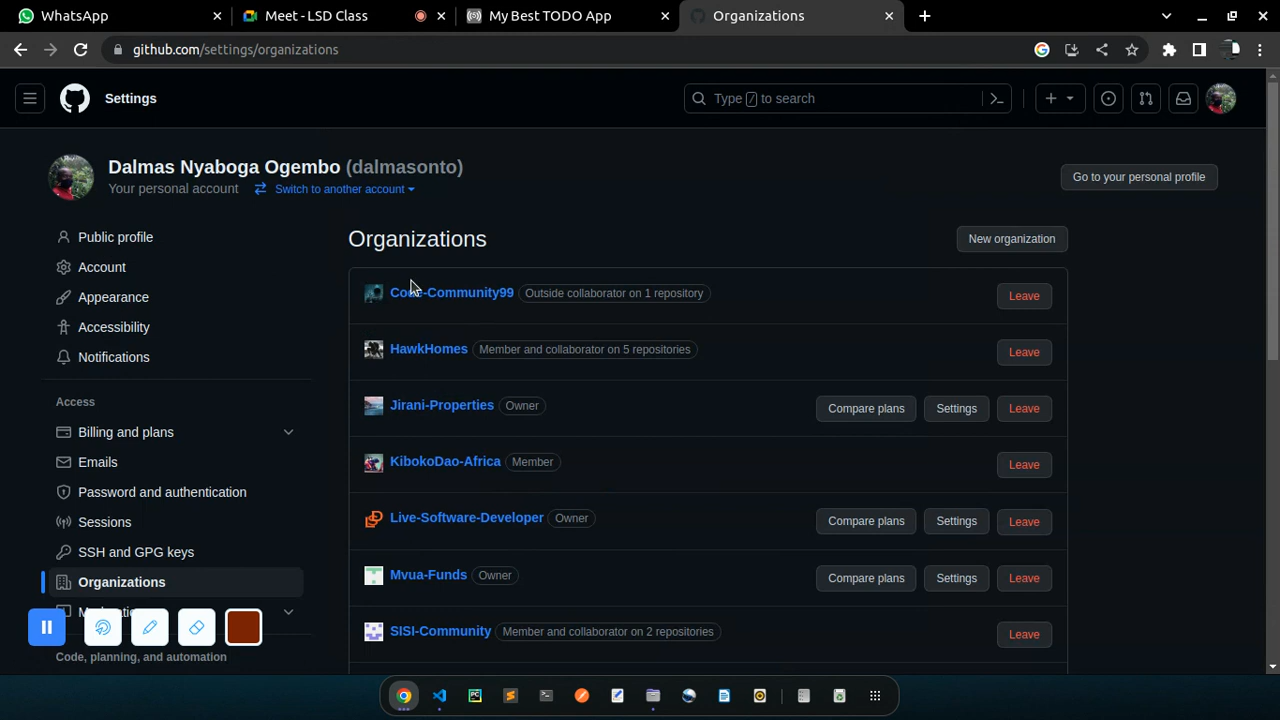 WhatsApp
Meet - LSD Class
My Best TODO App
Organizations
github.com/settings/organizations
Settings
Type / to search
Dalmas Nyaboga Ogembo (dalmasonto)
Your personal account
Switch to another account
Go to your personal profile
Public profile
Account
Appearance
Accessibility
Notifications
Access
Billing and plans
Emails
Password and authentication
Sessions
SSH and GPG keys
Organizations
Code, planning, and automation
Organizations
New organization
Code-Community99 Outside collaborator on 1 repository Leave
HawkHomes Member and collaborator on 5 repositories Leave
Jirani-Properties Owner Compare plans Settings Leave
KibokoDao-Africa Member Leave
Live-Software-Developer Owner Compare plans Settings Leave
Mvua-Funds Owner Compare plans Settings Leave
SISI-Community Member and collaborator on 2 repositories Leave